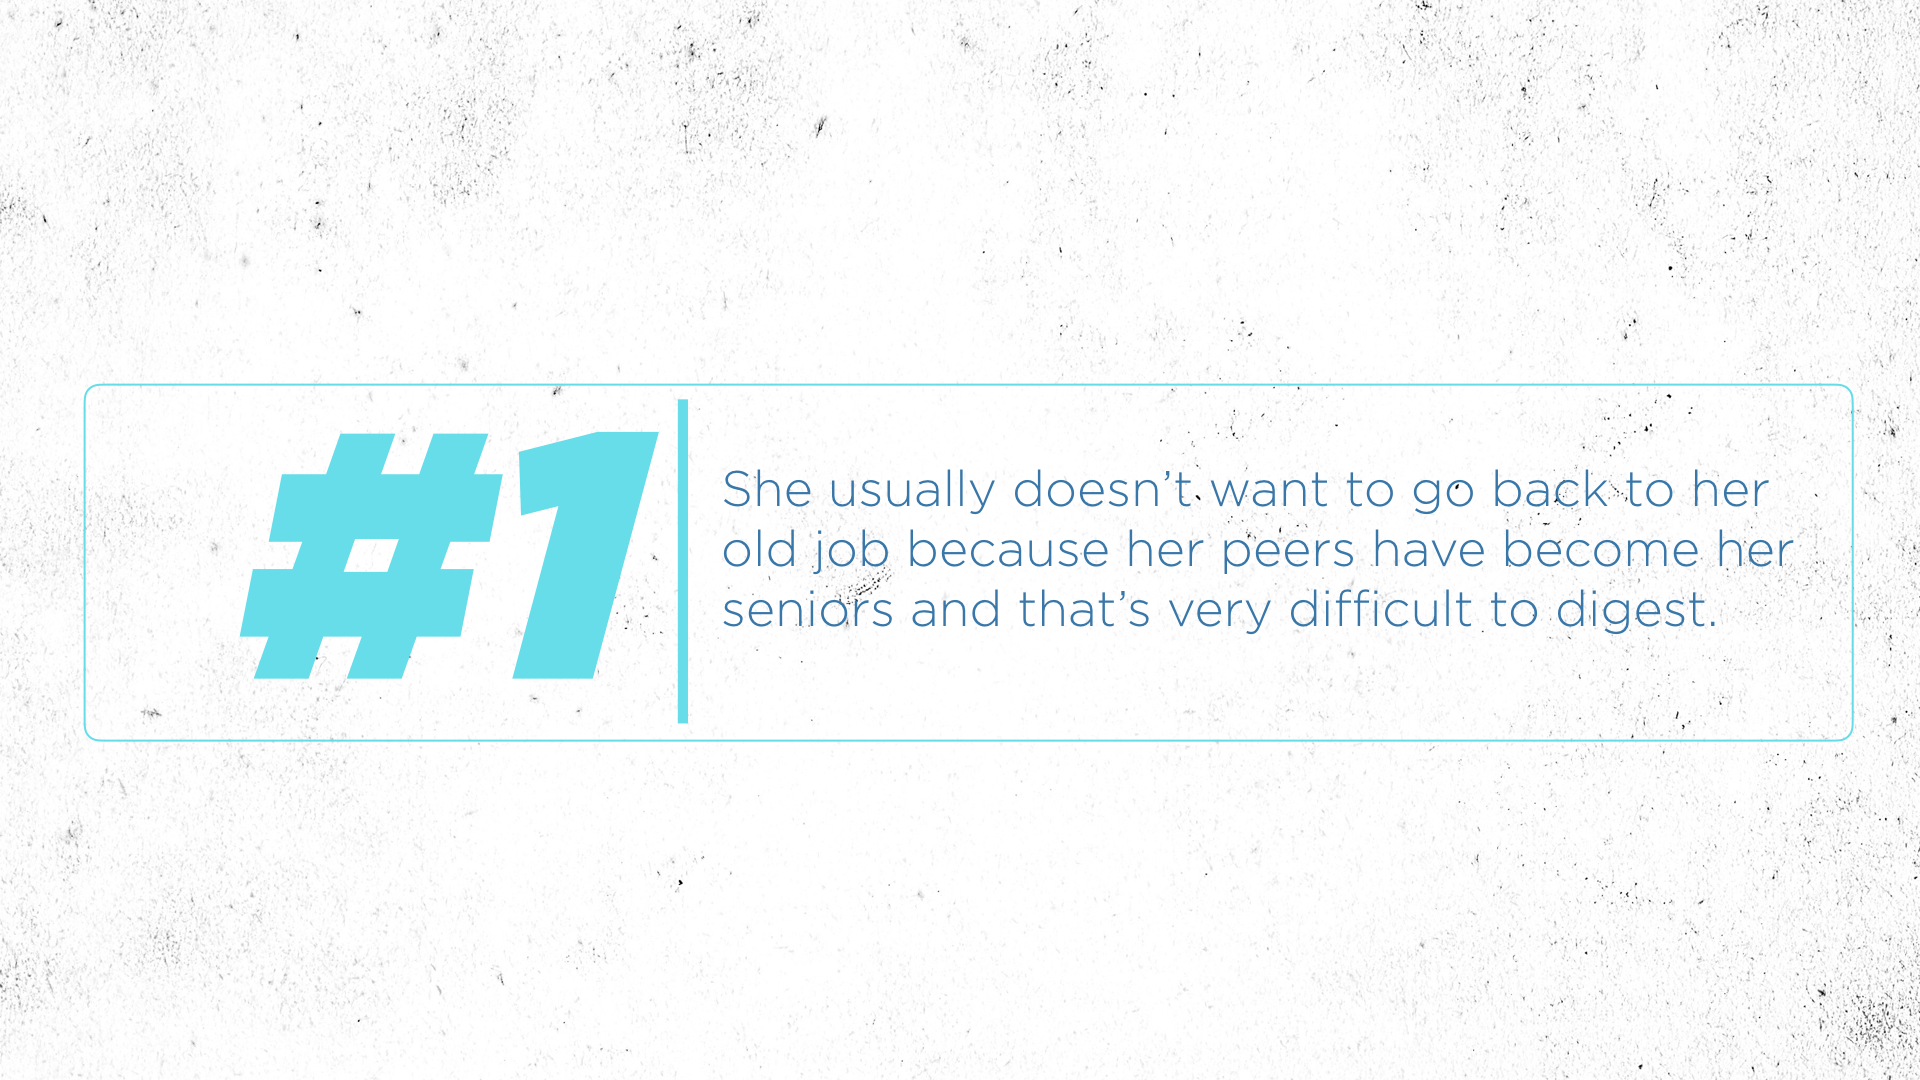 #1
She usually doesn’t want to go back to her
old job because her peers have become her
seniors and that’s very difficult to digest.